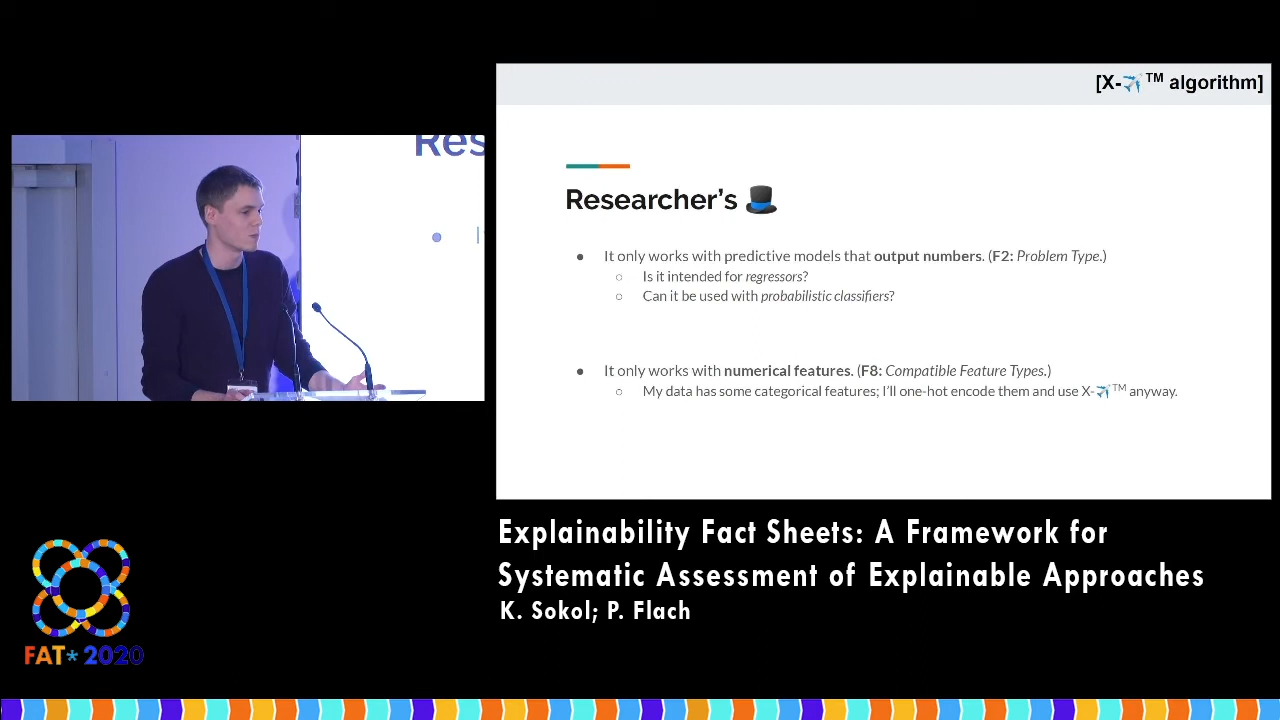 [X-✈️™ algorithm]
Res
Researcher's 🎩
● It only works with predictive models that output numbers. (F2: Problem Type.)
○ Is it intended for regressors?
○ Can it be used with probabilistic classifiers?
● It only works with numerical features. (F8: Compatible Feature Types.)
○ My data has some categorical features; I'll one-hot encode them and use X-✈️™ anyway.
Explainability Fact Sheets: A Framework for
Systematic Assessment of Explainable Approaches
K. Sokol; P. Flach
FAT* 2020